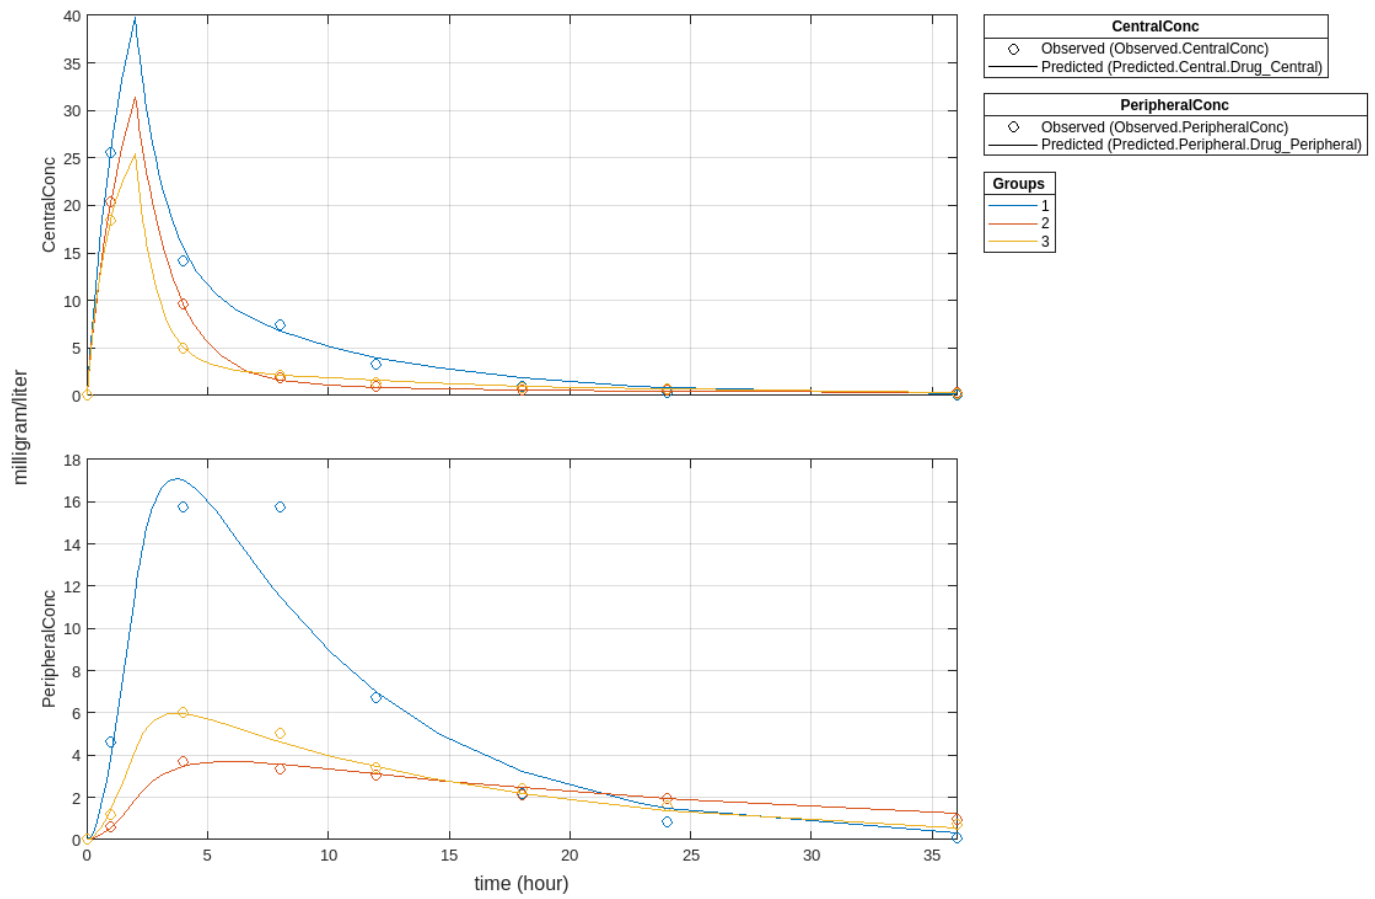 40
35
30
25
20
15
10
5
0
CentralConc
milligram/liter
18
16
14
12
10
8
6
4
2
0
PeripheralConc
0 5 10 15 20 25 30 35
time (hour)
CentralConc
Observed (Observed.CentralConc)
Predicted (Predicted.Central.Drug_Central)
PeripheralConc
Observed (Observed.PeripheralConc)
Predicted (Predicted.Peripheral.Drug_Peripheral)
Groups
1
2
3